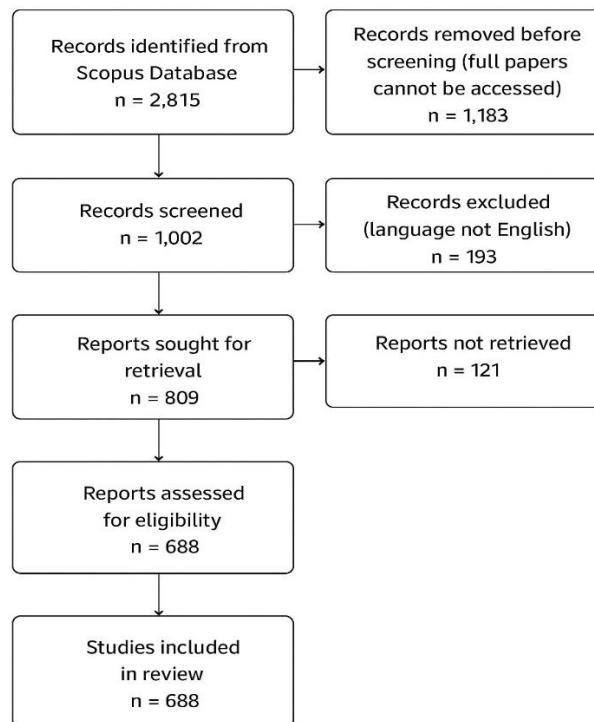 Records identified from
Scopus Database
n = 2,815
Records removed before
screening (full papers
cannot be accessed)
n = 1,183
Records screened
n = 1,002
Records excluded
(language not English)
n = 193
Reports sought for
retrieval
n = 809
Reports not retrieved
n = 121
Reports assessed
for eligibility
n = 688
Studies included
in review
n = 688